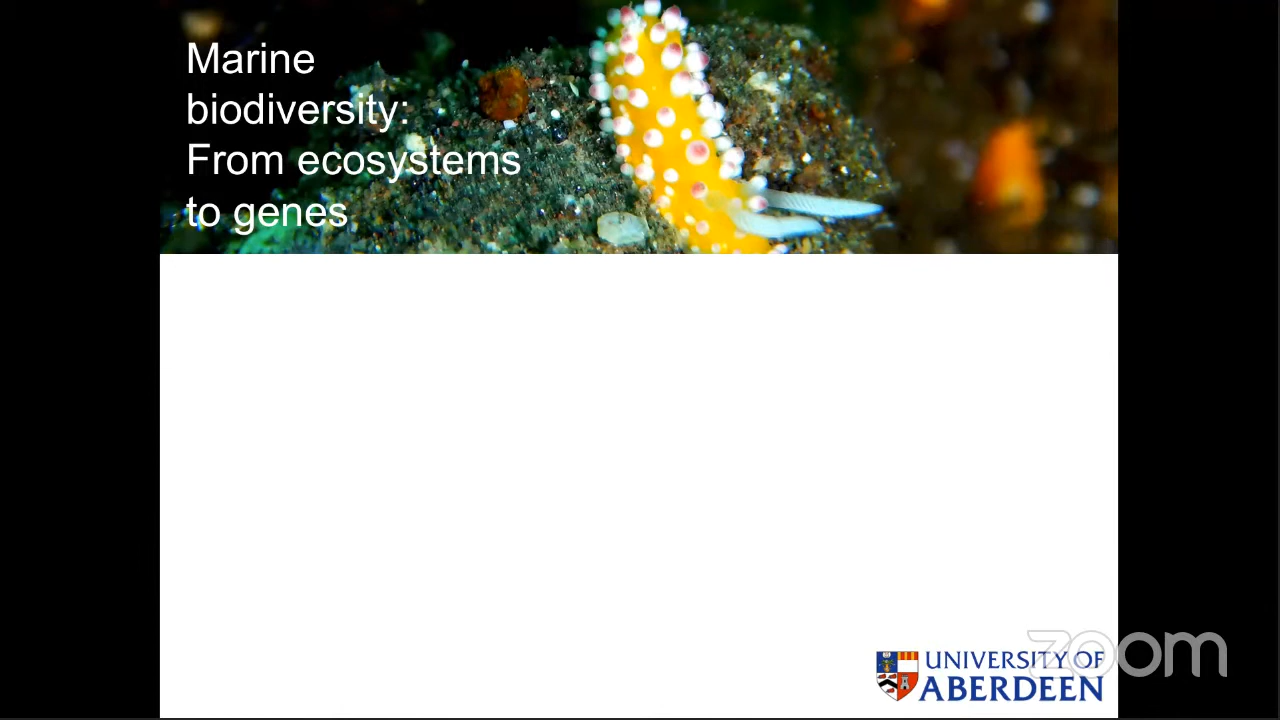 Marine
biodiversity:
From ecosystems
to genes
UNIVERSITY OF
ABERDEEN
zoom